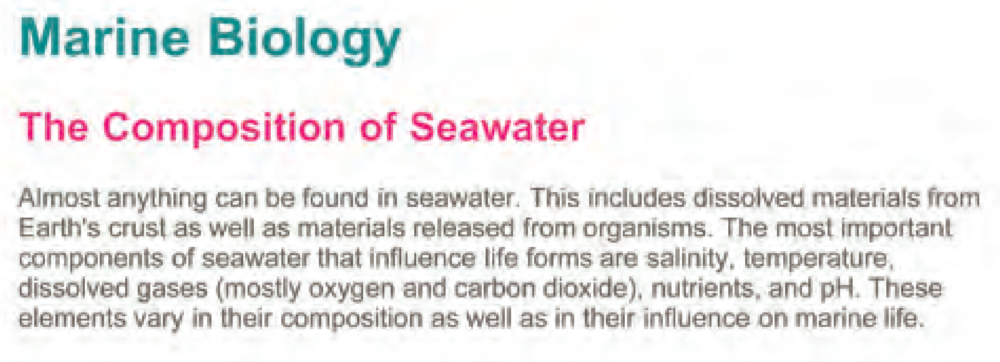 Marine Biology
The Composition of Seawater
Almost anything can be found in seawater. This includes dissolved materials from
Earth's crust as well as materials released from organisms. The most important
components of seawater that influence life forms are salinity, temperature,
dissolved gases (mostly oxygen and carbon dioxide), nutrients, and pH. These
elements vary in their composition as well as in their influence on marine life.